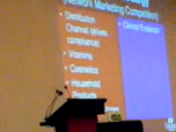 (Network Marketing Competition)
• Distribution
Channel (drives
compliance)
• Vitamins
• Cosmetics
• Household
Products
• Clinical Evidence